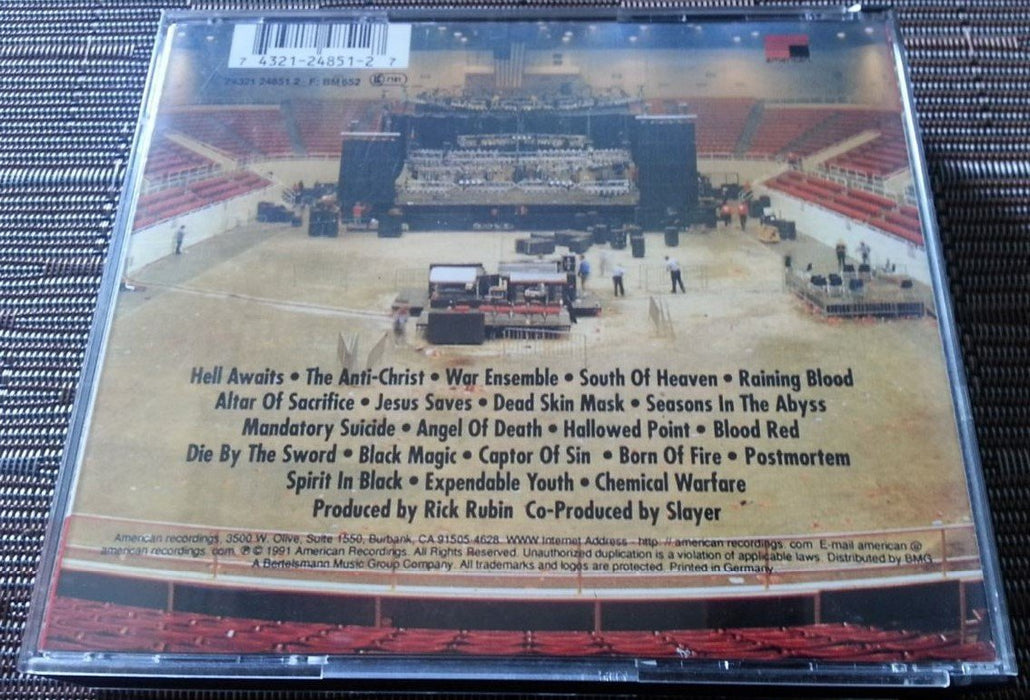 7 4321-24851-2 7
74321 24851 2 F: BM 652
Hell Awaits • The Anti-Christ • War Ensemble • South Of Heaven • Raining Blood
Altar Of Sacrifice • Jesus Saves • Dead Skin Mask • Seasons In The Abyss
Mandatory Suicide • Angel Of Death • Hallowed Point • Blood Red
Die By The Sword • Black Magic • Captor Of Sin • Born Of Fire • Postmortem
Spirit In Black • Expendable Youth • Chemical Warfare
Produced by Rick Rubin Co-Produced by Slayer
American recordings. 3500 W. Olive, Suite 1550, Burbank, CA 91505-4628. WWW Internet Address - http: // american recordings. com. E-mail american @
american recordings. com. ℗ © 1991 American Recordings. All Rights Reserved. Unauthorized duplication is a violation of applicable laws. Distributed by BMG.
A Bertelsmann Music Group Company. All trademarks and logos are protected. Printed in Germany